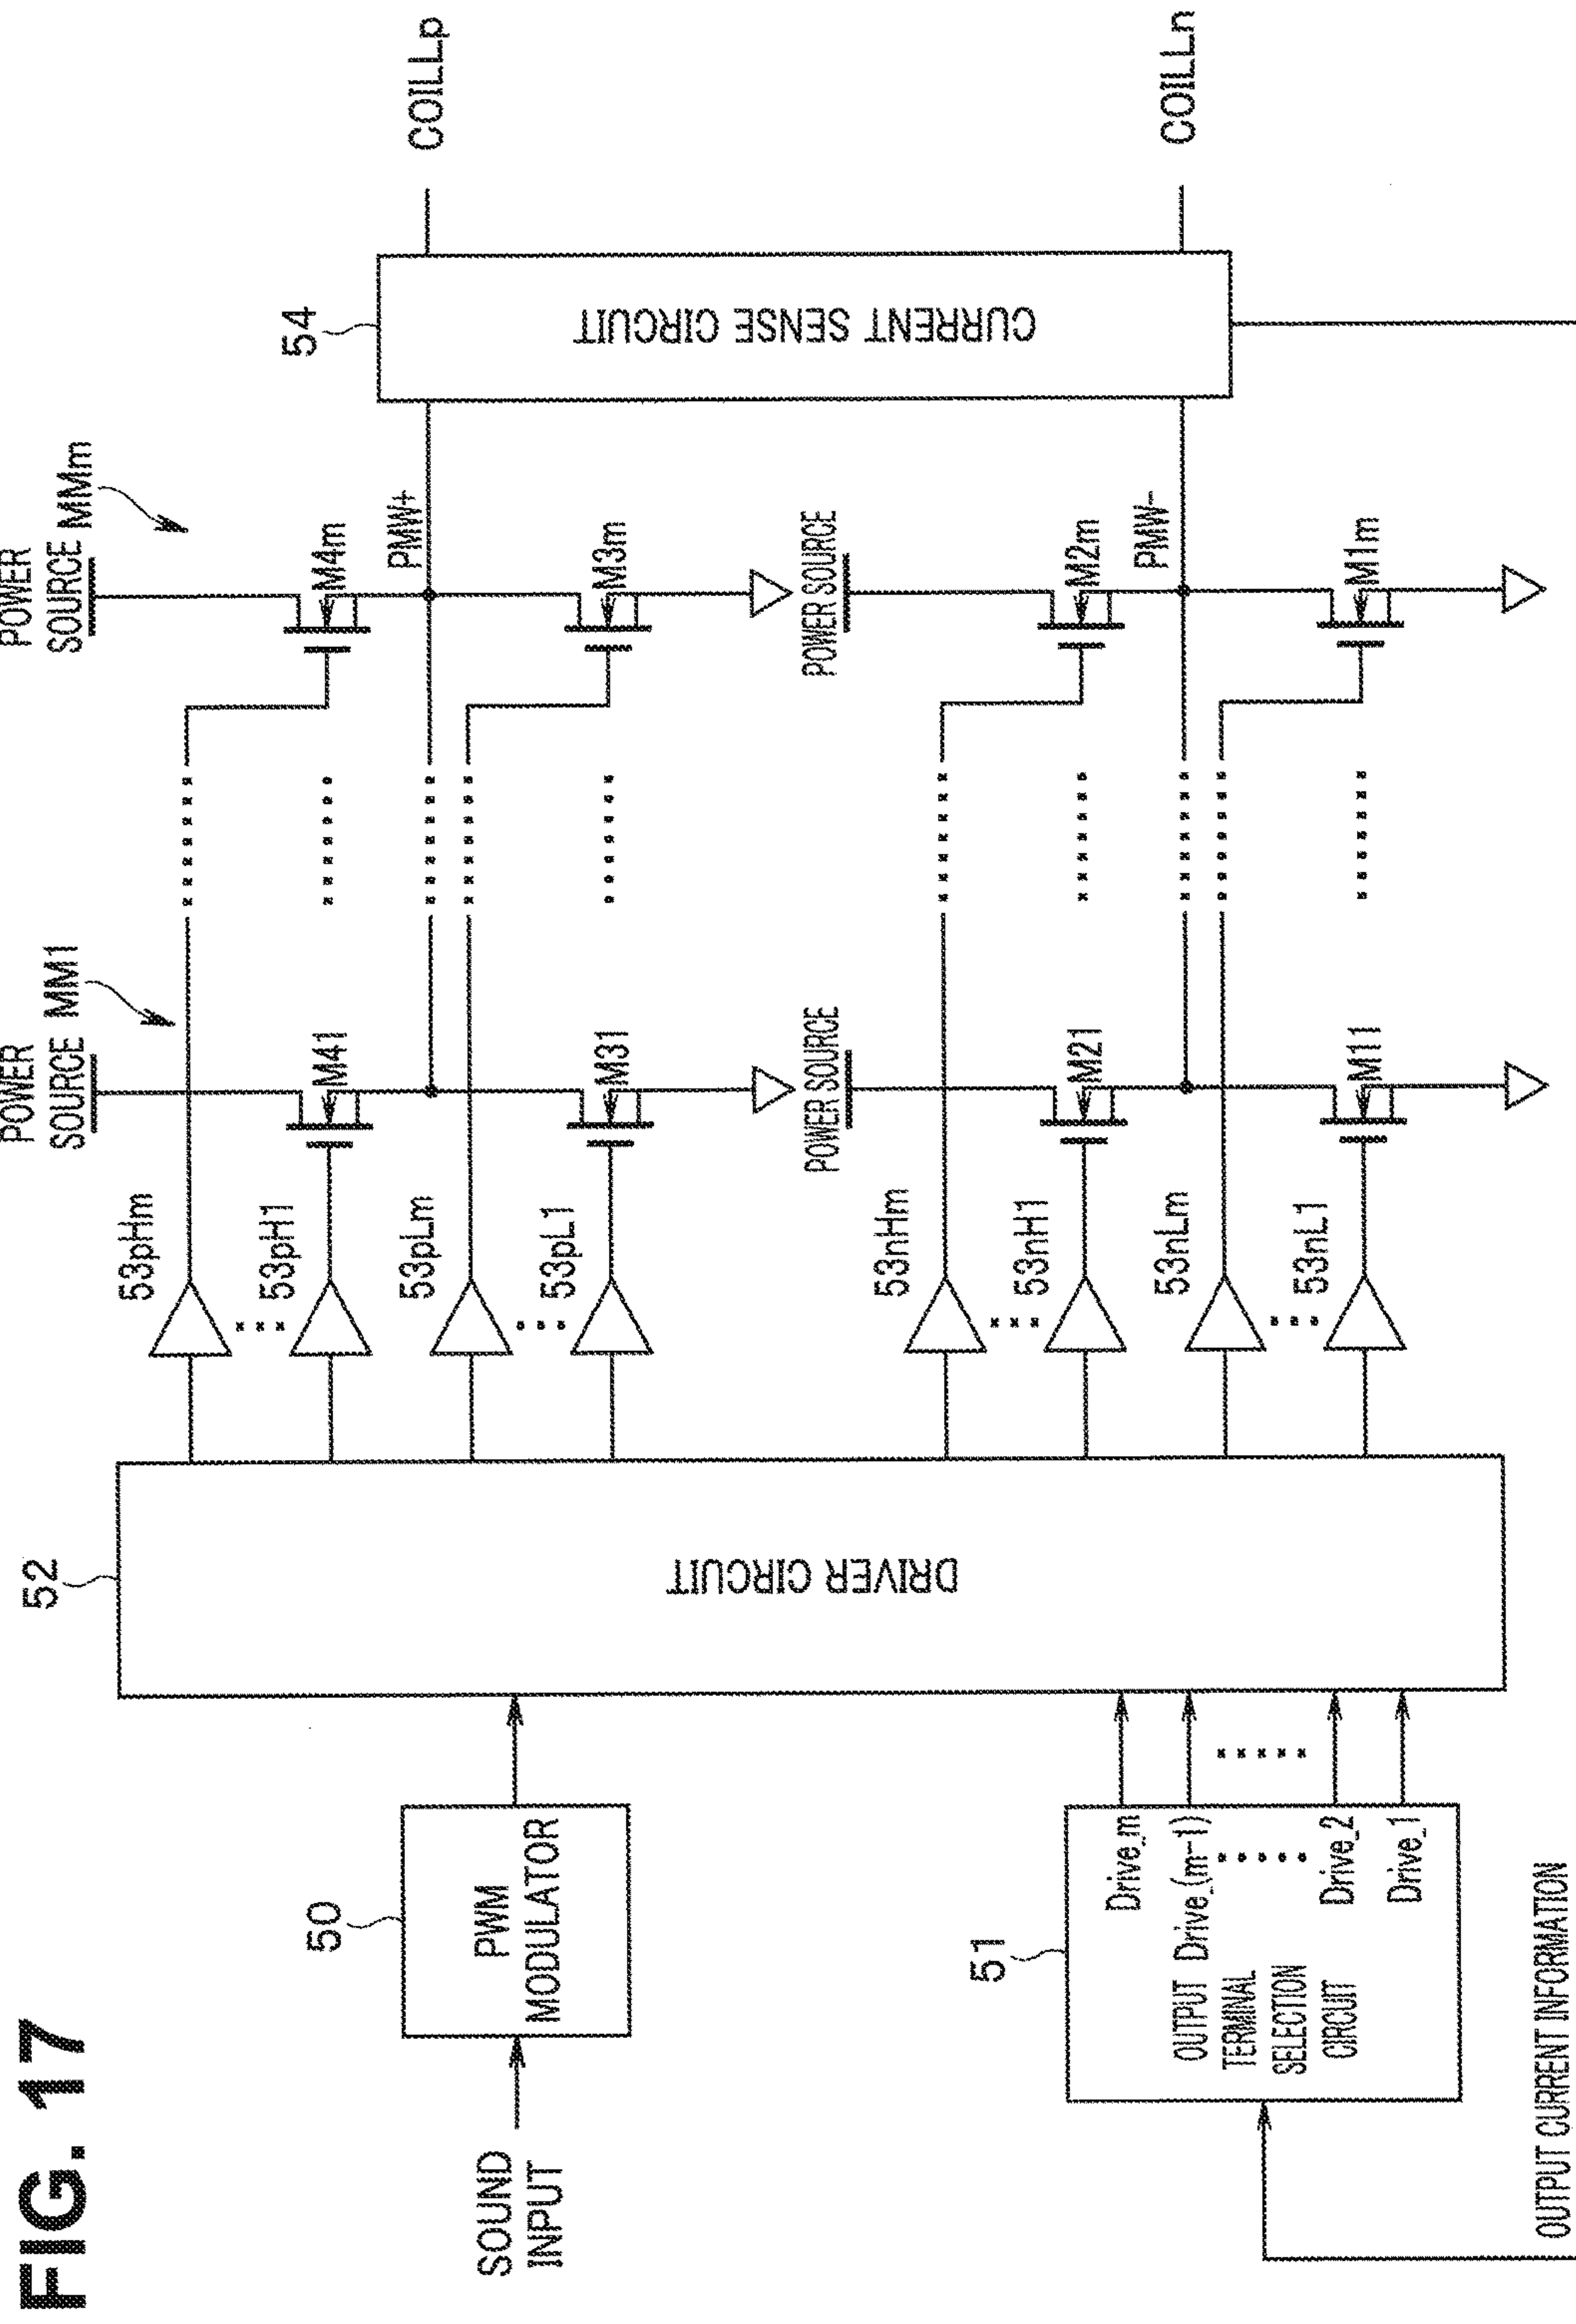 FIG. 17
POWER
SOURCE
MM1
POWER
SOURCE
MMm
52
53pHm
53pH1
53pLm
53pL1
M41
M31
M4m
M3m
PMW+
54
COILLp
50
SOUND
INPUT
PWM
MODULATOR
DRIVER CIRCUIT
CURRENT SENSE CIRCUIT
POWER SOURCE
POWER SOURCE
53nHm
53nH1
53nLm
53nL1
M21
M11
M2m
M1m
PMW-
COILLn
51
OUTPUT
TERMINAL
SELECTION
CIRCUIT
Drive_m
Drive_(m-1)
Drive_2
Drive_1
OUTPUT CURRENT INFORMATION